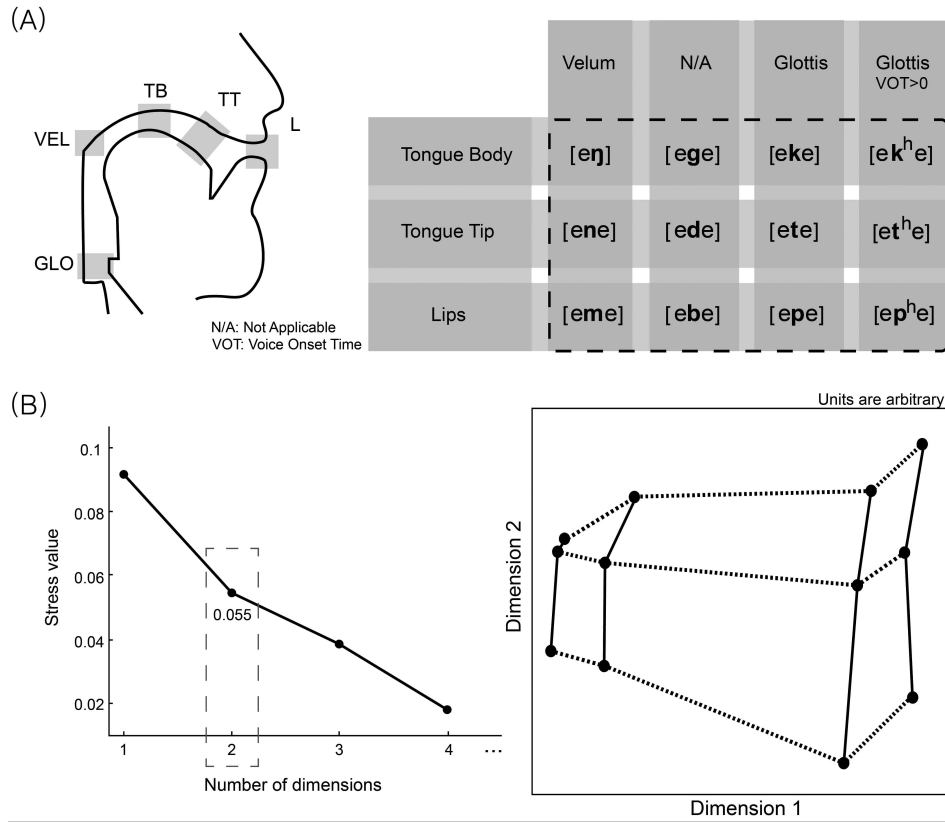 (A)
TB
TT
L
VEL
GLO
N/A: Not Applicable
VOT: Voice Onset Time
Velum N/A Glottis Glottis
VOT>0
Tongue Body [eŋ] [ege] [eke] [ekʰe]
Tongue Tip [ene] [ede] [ete] [etʰe]
Lips [eme] [ebe] [epe] [epʰe]
(B)
Units are arbitrary
0.1
0.08
0.06
0.04
0.02
Stress value
0.055
1 2 3 4 ...
Number of dimensions
Dimension 2
Dimension 1